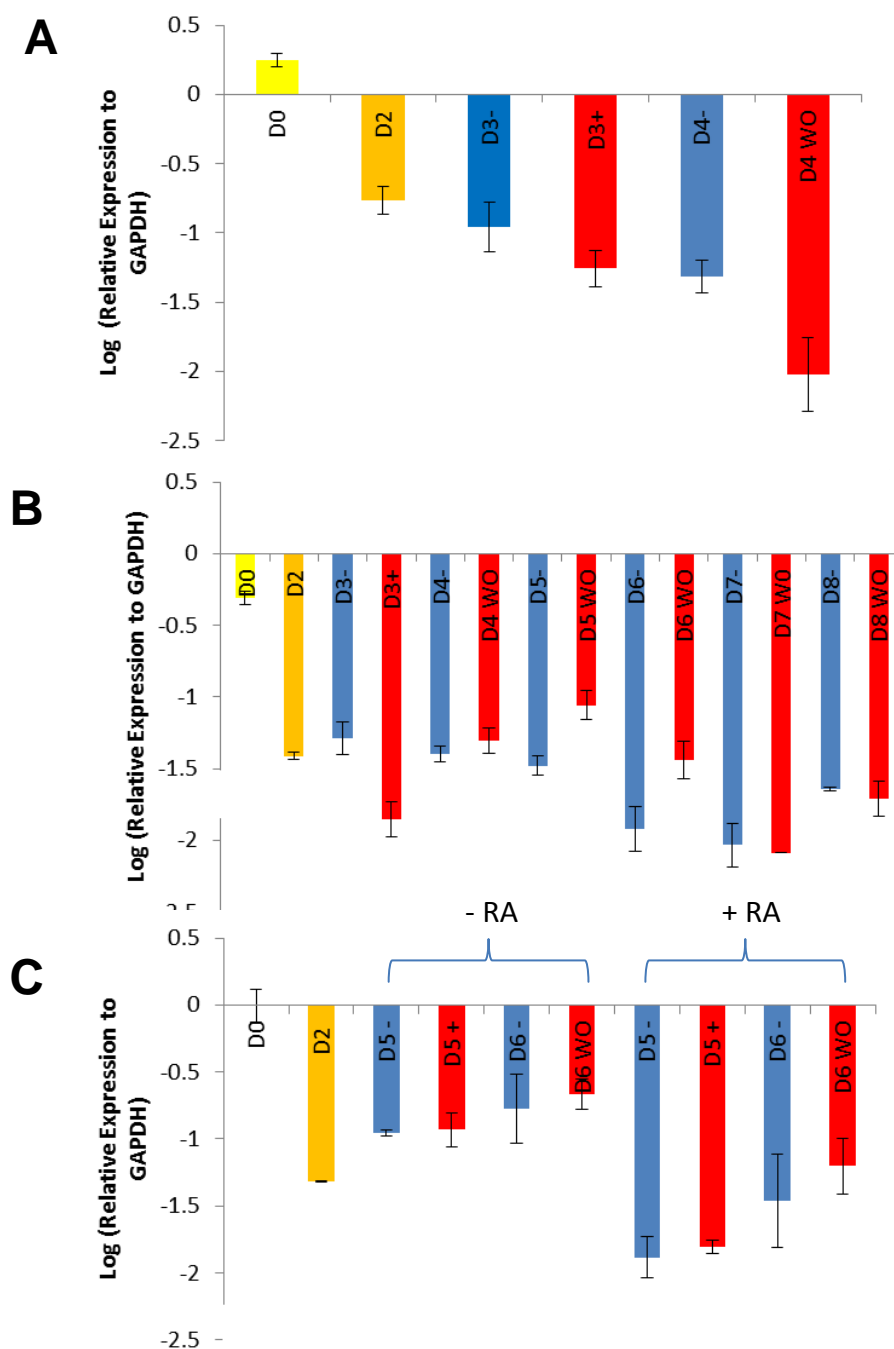 A
Log (Relative Expression to
GAPDH)
0.5
0
-0.5
-1
-1.5
-2
-2.5
D0
D2
D3-
D3+
D4-
D4 WO
B
Log (Relative Expression to GAPDH)
0.5
0
-0.5
-1
-1.5
-2
D0
D2
D3-
D3+
D4-
D4 WO
D5-
D5 WO
D6-
D6 WO
D7-
D7 W0
D8-
D8 WO
- RA
+ RA
C
Log (Relative Expression to
GAPDH)
0.5
0
-0.5
-1
-1.5
-2
-2.5
D0
D2
D5 -
D5 +
D6 -
D6 WO
D5 -
D5 +
D6 -
D6 WO